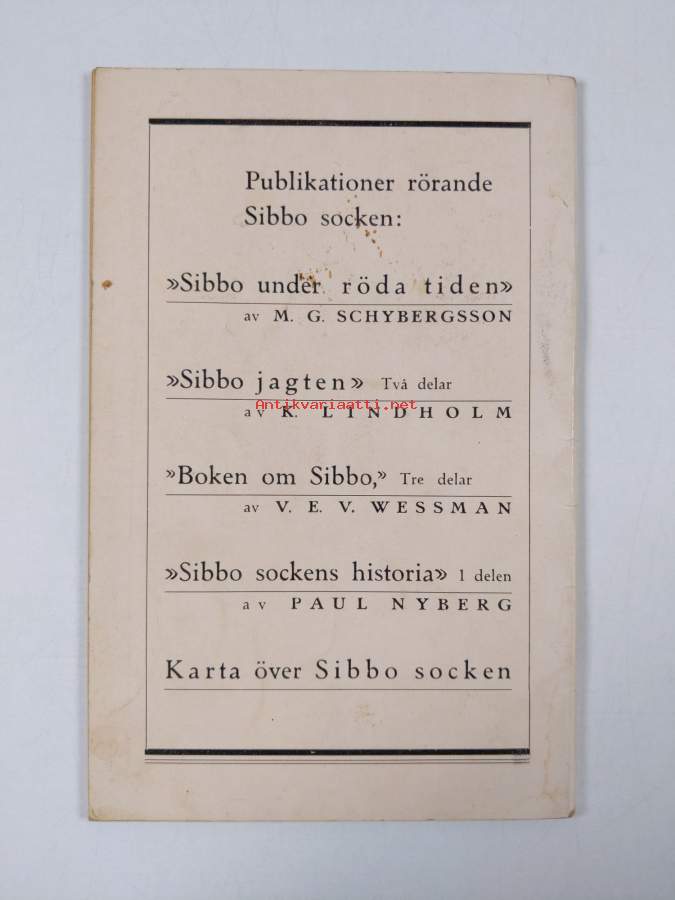 Publikationer rörande
Sibbo socken:
»Sibbo under röda tiden»
av M. G. SCHYBERGSSON
»Sibbo jagten» Två delar
Antikvariaatti.net
av K. LINDHOLM
»Boken om Sibbo,» Tre delar
av V. E. V. WESSMAN
»Sibbo sockens historia» 1 delen
av PAUL NYBERG
Karta över Sibbo socken